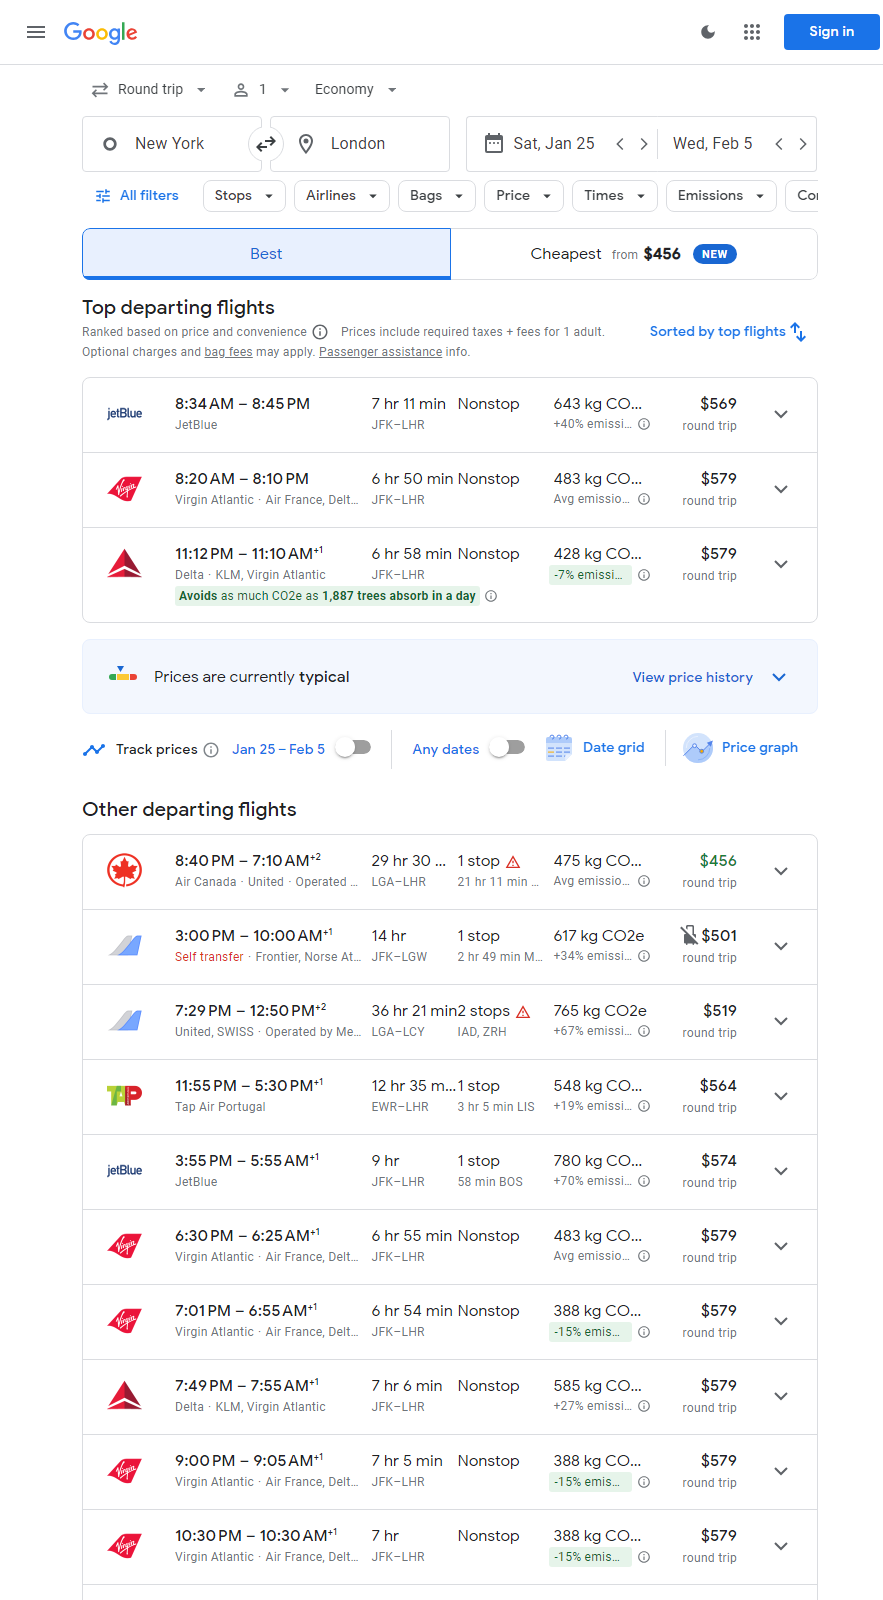 Google
Sign in
Round trip 1 Economy
New York London Sat, Jan 25 Wed, Feb 5
All filters Stops Airlines Bags Price Times Emissions Cor
Best Cheapest from $456 NEW
Top departing flights
Ranked based on price and convenience Prices include required taxes + fees for 1 adult.
Optional charges and bag fees may apply. Passenger assistance info.
Sorted by top flights
jetBlue 8:34 AM – 8:45 PM 7 hr 11 min Nonstop 643 kg CO... $569
JetBlue JFK–LHR +40% emissi... round trip
Virgin 8:20 AM – 8:10 PM 6 hr 50 min Nonstop 483 kg CO... $579
Virgin Atlantic · Air France, Delt... JFK–LHR Avg emissio... round trip
11:12 PM – 11:10 AM+1 6 hr 58 min Nonstop 428 kg CO... $579
Delta · KLM, Virgin Atlantic JFK–LHR -7% emissi... round trip
Avoids as much CO2e as 1,887 trees absorb in a day
Prices are currently typical View price history
Track prices Jan 25 – Feb 5 Any dates Date grid Price graph
Other departing flights
8:40 PM – 7:10 AM+2 29 hr 30 ... 1 stop 475 kg CO... $456
Air Canada · United · Operated ... LGA–LHR 21 hr 11 min ... Avg emissio... round trip
3:00 PM – 10:00 AM+1 14 hr 1 stop 617 kg CO2e $501
Self transfer · Frontier, Norse At... JFK–LGW 2 hr 49 min M... +34% emissi... round trip
7:29 PM – 12:50 PM+2 36 hr 21 min 2 stops 765 kg CO2e $519
United, SWISS · Operated by Me... LGA–LCY IAD, ZRH +67% emissi... round trip
TAP 11:55 PM – 5:30 PM+1 12 hr 35 m... 1 stop 548 kg CO... $564
Tap Air Portugal EWR–LHR 3 hr 5 min LIS +19% emissi... round trip
jetBlue 3:55 PM – 5:55 AM+1 9 hr 1 stop 780 kg CO... $574
JetBlue JFK–LHR 58 min BOS +70% emissi... round trip
Virgin 6:30 PM – 6:25 AM+1 6 hr 55 min Nonstop 483 kg CO... $579
Virgin Atlantic · Air France, Delt... JFK–LHR Avg emissio... round trip
Virgin 7:01 PM – 6:55 AM+1 6 hr 54 min Nonstop 388 kg CO... $579
Virgin Atlantic · Air France, Delt... JFK–LHR -15% emis... round trip
7:49 PM – 7:55 AM+1 7 hr 6 min Nonstop 585 kg CO... $579
Delta · KLM, Virgin Atlantic JFK–LHR +27% emissi... round trip
Virgin 9:00 PM – 9:05 AM+1 7 hr 5 min Nonstop 388 kg CO... $579
Virgin Atlantic · Air France, Delt... JFK–LHR -15% emis... round trip
Virgin 10:30 PM – 10:30 AM+1 7 hr Nonstop 388 kg CO... $579
Virgin Atlantic · Air France, Delt... JFK–LHR -15% emis... round trip